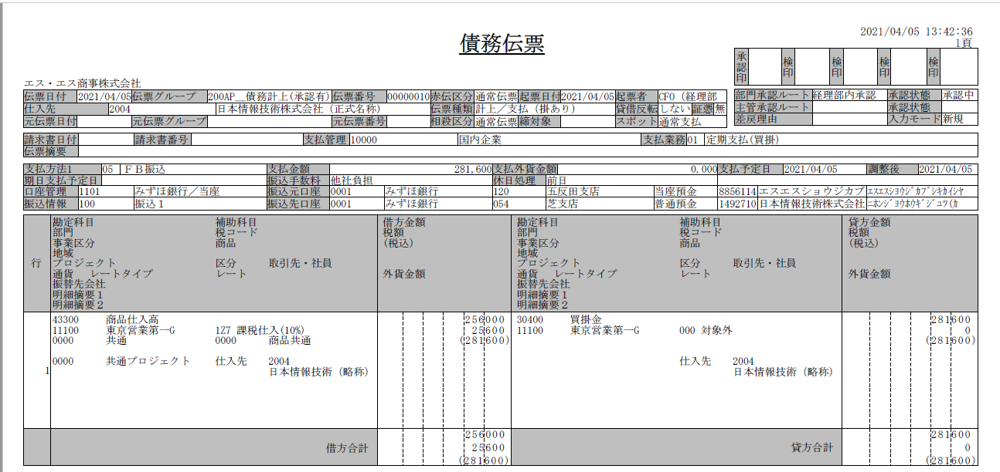 2021/04/05 13:42:36
1頁
債務伝票
承認印 検印 検印 検印 検印
エス・エス商事株式会社
伝票日付 2021/04/05 伝票グループ 200AP__債務計上(承認有) 伝票番号 00000010 赤伝区分 通常伝票 起票日付 2021/04/05 起票者 CFO (経理部
部門承認ルート 経理部内承認 承認状態 承認中
仕入先 2004 日本情報技術株式会社 (正式名称) 伝票種類 計上/支払 (掛あり) 貸借反転 しない 証憑 無
主管承認ルート 承認状態
元伝票日付 元伝票グループ 元伝票番号 相殺区分 通常伝票 締対象 スポット 通常支払
差戻理由 入力モード 新規
請求書日付 請求書番号 支払管理 10000 国内企業 支払業務 01 定期支払(買掛)
伝票摘要
支払方法1 05 FB振込 支払金額 281,600 支払外貨金額 0.000 支払予定日 2021/04/05 調整後 2021/04/05
期日支払予定日 振込手数料 他社負担 休日処理 前日
口座管理 1101 みずほ銀行/当座 振込元口座 0001 みずほ銀行 120 五反田支店 当座預金 8856114 エスエスショウジカブ ｴｽｴｽｼｮｳｼﾞｶﾌﾞｼｷｶｲｼﾔ
振込情報 100 振込1 振込先口座 0001 みずほ銀行 054 芝支店 普通預金 1492710 日本情報技術株式会社 ﾆﾎﾝｼﾞﾖｳﾎｳｷﾞｼﾞﾕﾂ(ｶ
勘定科目 補助科目 借方金額 勘定科目 補助科目 貸方金額
部門 税コード 税額 部門 税コード 税額
事業区分 商品 (税込) 事業区分 商品 (税込)
地域 地域
行 プロジェクト 区分 取引先・社員 プロジェクト 区分 取引先・社員
通貨 レートタイプ レート 外貨金額 通貨 レートタイプ レート 外貨金額
振替先会社 振替先会社
明細摘要1 明細摘要1
明細摘要2 明細摘要2
43300 商品仕入高 256000 30400 買掛金 281600
11100 東京営業第一G 1Z7 課税仕入(10%) 25600 11100 東京営業第一G 000 対象外 0
0000 共通 0000 商品共通 (281600) (281600)
0000 共通プロジェクト 仕入先 2004 仕入先 2004
1 日本情報技術 (略称) 日本情報技術 (略称)
256000 281600
借方合計 25600 貸方合計 0
(281600) (281600)